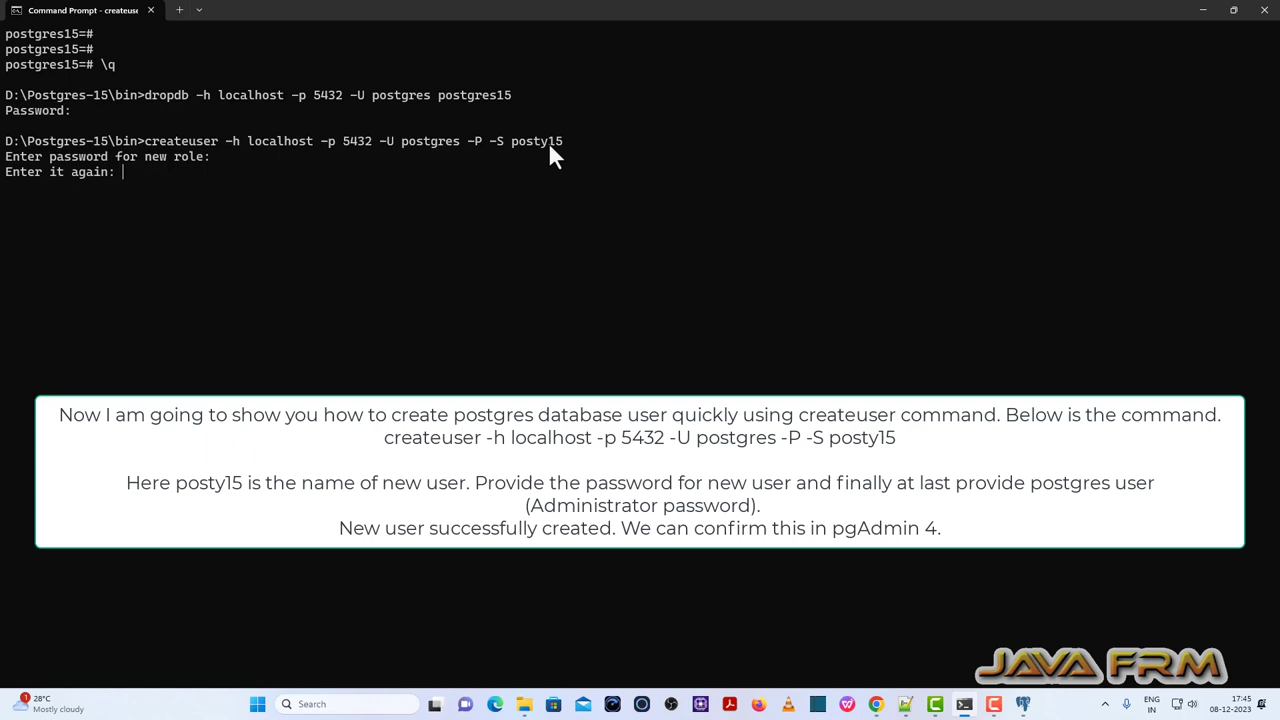 Command Prompt - createuse
postgres15=#
postgres15=#
postgres15=# \q
D:\Postgres-15\bin>dropdb -h localhost -p 5432 -U postgres postgres15
Password:
D:\Postgres-15\bin>createuser -h localhost -p 5432 -U postgres -P -S posty15
Enter password for new role:
Enter it again:
Now I am going to show you how to create postgres database user quickly using createuser command. Below is the command.
createuser -h localhost -p 5432 -U postgres -P -S posty15
Here posty15 is the name of new user. Provide the password for new user and finally at last provide postgres user
(Administrator password).
New user successfully created. We can confirm this in pgAdmin 4.
JAVA FRM
1
28°C
Mostly cloudy
Search
ENG
IN
17:45
08-12-2023